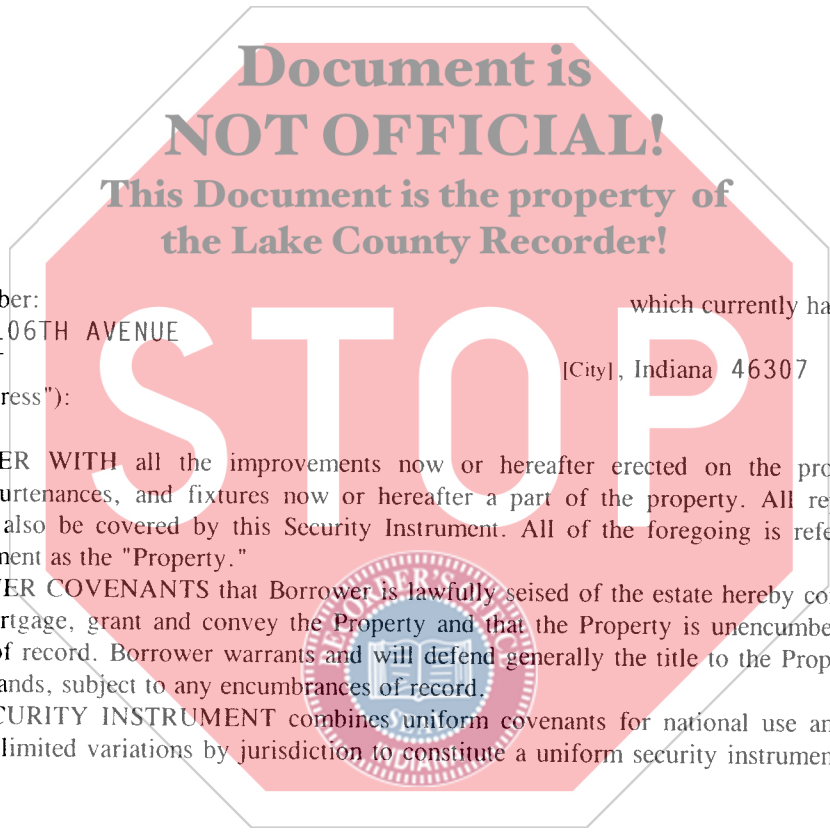 Document is
NOT OFFICIAL!
This Document is the property of
the Lake County Recorder!
ber:
which currently ha
106TH AVENUE
[City], Indiana 46307
ress"):
STOP
ER WITH all the improvements now or hereafter erected on the pro
urtenances, and fixtures now or hereafter a part of the property. All re
also be covered by this Security Instrument. All of the foregoing is refe
ment as the "Property."
ER COVENANTS that Borrower is lawfully seised of the estate hereby co
rtgage, grant and convey the Property and that the Property is unencumbe
of record. Borrower warrants and will defend generally the title to the Prop
ands, subject to any encumbrances of record.
CURITY INSTRUMENT combines uniform covenants for national use an
limited variations by jurisdiction to constitute a uniform security instrumen
RECORDER'S OFFICE
SEAL
INDIANA